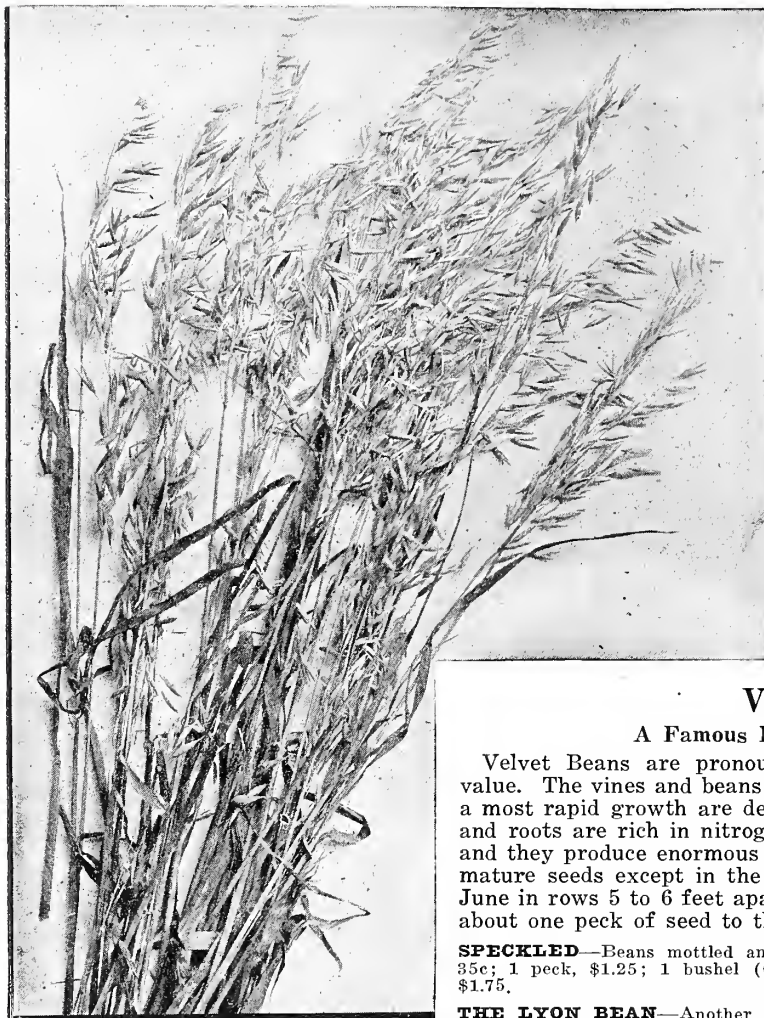 V
A Famous
Velvet Beans are pronou
value. The vines and beans
a most rapid growth are de
and roots are rich in nitrog
and they produce enormous
mature seeds except in the
June in rows 5 to 6 feet apa
about one peck of seed to th
SPECKLED—Beans mottled an
35c; 1 peck, $1.25; 1 bushel (
$1.75.
THE LYON BEAN—Another